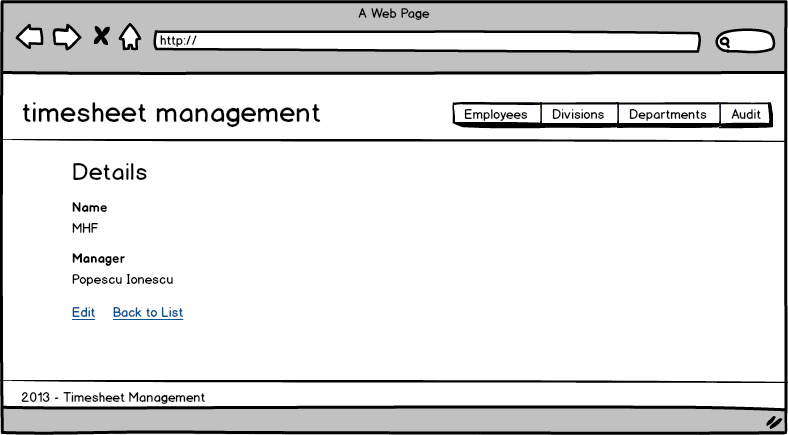 A Web Page
http://
timesheet management
Employees Divisions Departments Audit
Details
Name
MHF
Manager
Popescu Ionescu
Edit Back to List
2013 - Timesheet Management